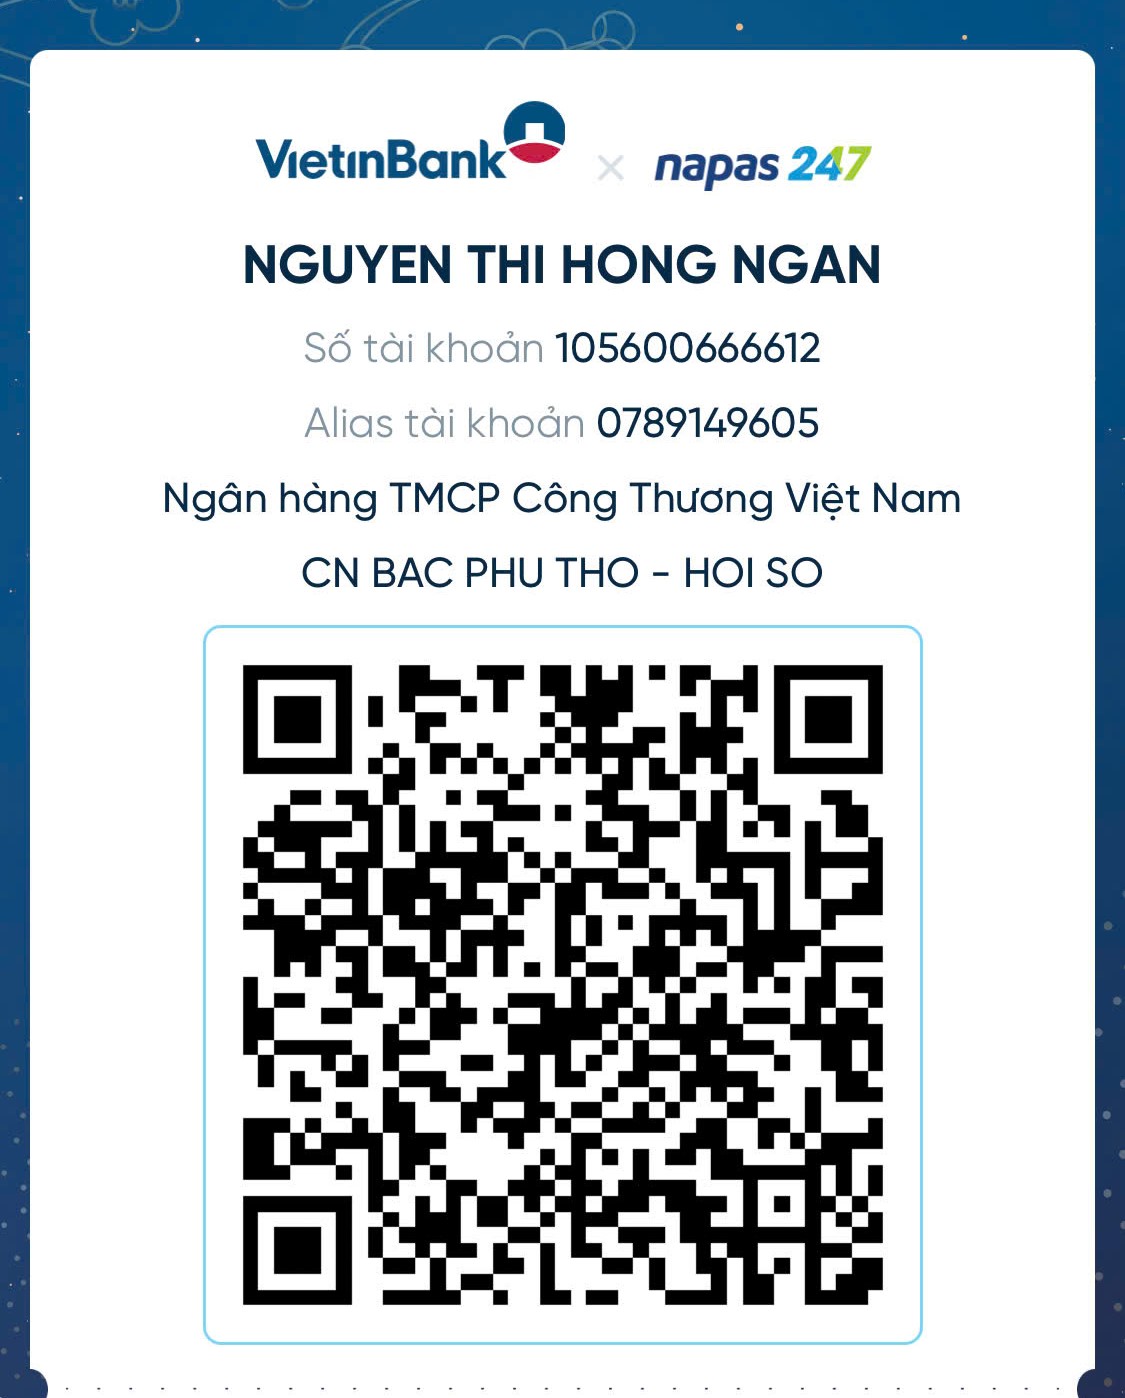 VietinBank × napas 247
NGUYEN THI HONG NGAN
Số tài khoản 105600666612
Alias tài khoản 0789149605
Ngân hàng TMCP Công Thương Việt Nam
CN BAC PHU THO - HOI SO